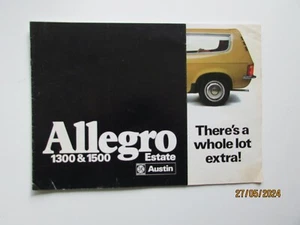 Allegro
1300 & 1500
Estate
Austin
There's a
whole lot
extra!
27/05/2024